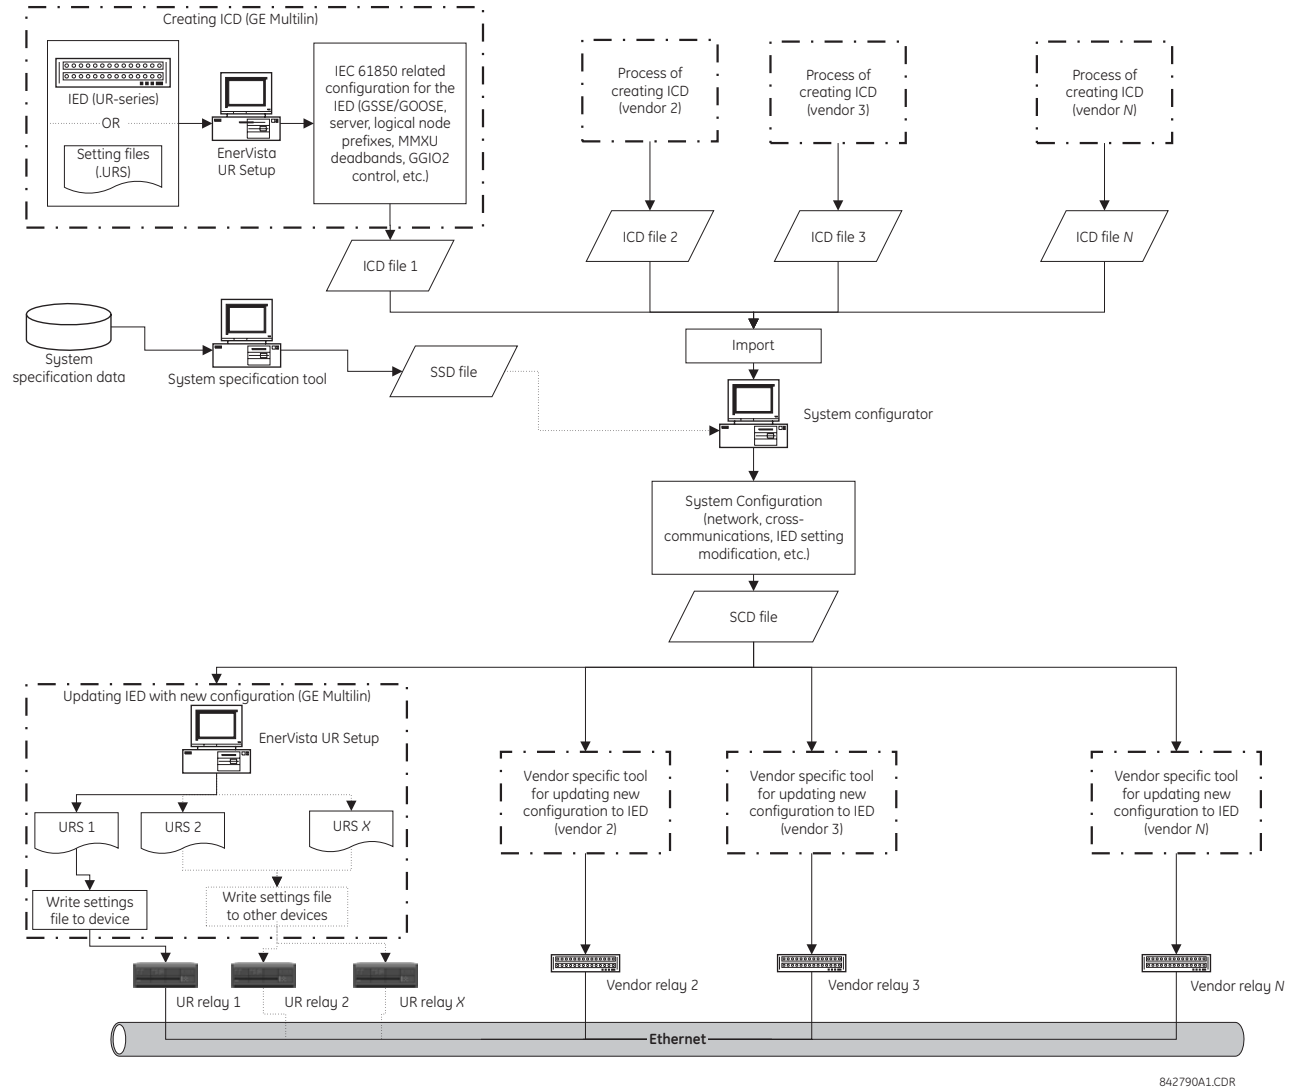 Creating ICD (GE Multilin)
IED (UR-series)
OR
Setting files
(.URS)
EnerVista
UR Setup
IEC 61850 related
configuration for the
IED (GSSE/GOOSE,
server, logical node
prefixes, MMXU
deadbands, GGIO2
control, etc.)
Process of
creating ICD
(vendor 2)
Process of
creating ICD
(vendor 3)
Process of
creating ICD
(vendor N)
ICD file 1
ICD file 2
ICD file 3
ICD file N
System
specification data
System specification tool
SSD file
Import
System configurator
System Configuration
(network, cross-
communications, IED setting
modification, etc.)
SCD file
Updating IED with new configuration (GE Multilin)
EnerVista UR Setup
URS 1
URS 2
URS X
Write settings
file to device
Write settings file
to other devices
Vendor specific tool
for updating new
configuration to IED
(vendor 2)
Vendor specific tool
for updating new
configuration to IED
(vendor 3)
Vendor specific tool
for updating new
configuration to IED
(vendor N)
UR relay 1
UR relay 2
UR relay X
Vendor relay 2
Vendor relay 3
Vendor relay N
Ethernet
842790A1.CDR